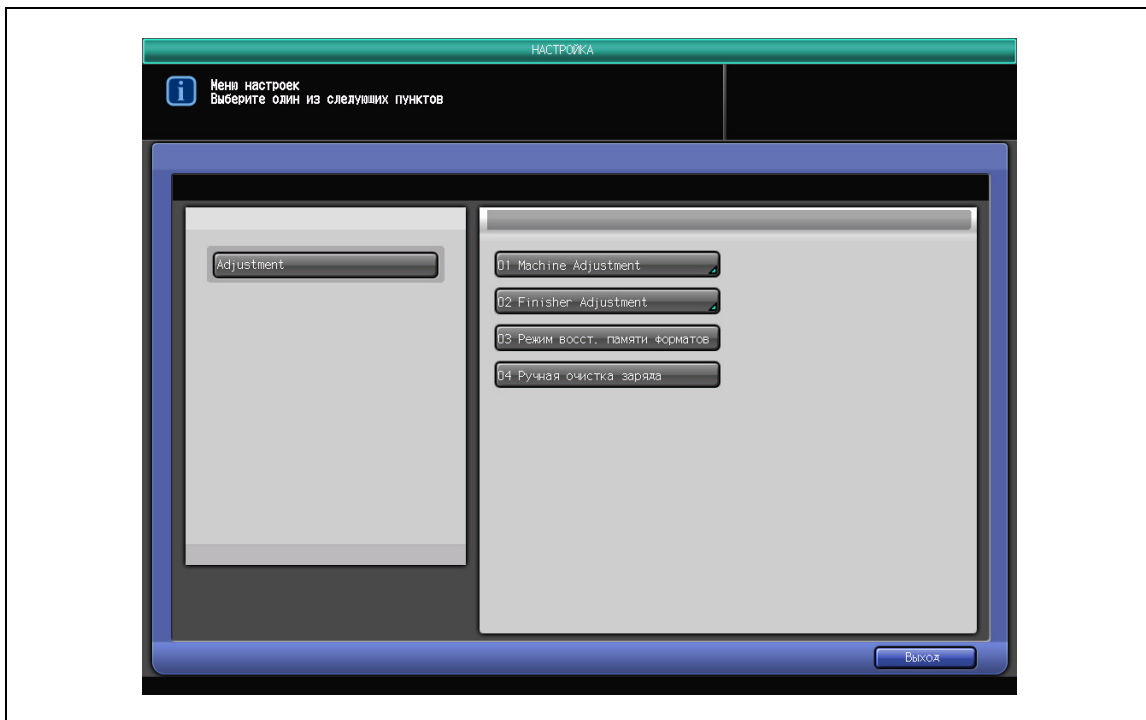 НАСТРОЙКА
Меню настроек
Выберите один из следующих пунктов
Adjustment
01 Machine Adjustment
02 Finisher Adjustment
03 Режим восст. памяти форматов
04 Ручная очистка заряда
Выход